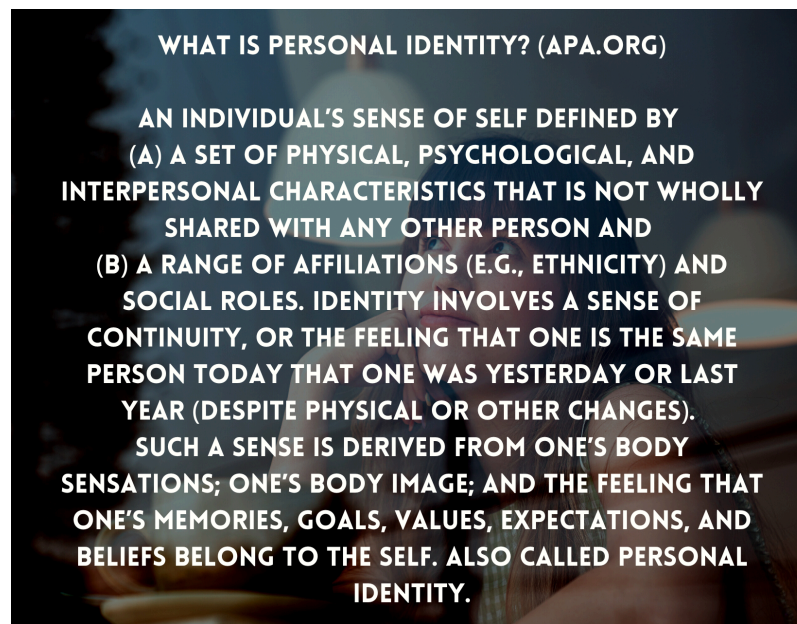 WHAT IS PERSONAL IDENTITY? (APA.ORG)
AN INDIVIDUAL'S SENSE OF SELF DEFINED BY
(A) A SET OF PHYSICAL, PSYCHOLOGICAL, AND
INTERPERSONAL CHARACTERISTICS THAT IS NOT WHOLLY
SHARED WITH ANY OTHER PERSON AND
(B) A RANGE OF AFFILIATIONS (E.G., ETHNICITY) AND
SOCIAL ROLES. IDENTITY INVOLVES A SENSE OF
CONTINUITY, OR THE FEELING THAT ONE IS THE SAME
PERSON TODAY THAT ONE WAS YESTERDAY OR LAST
YEAR (DESPITE PHYSICAL OR OTHER CHANGES).
SUCH A SENSE IS DERIVED FROM ONE'S BODY
SENSATIONS; ONE'S BODY IMAGE; AND THE FEELING THAT
ONE'S MEMORIES, GOALS, VALUES, EXPECTATIONS, AND
BELIEFS BELONG TO THE SELF. ALSO CALLED PERSONAL
IDENTITY.